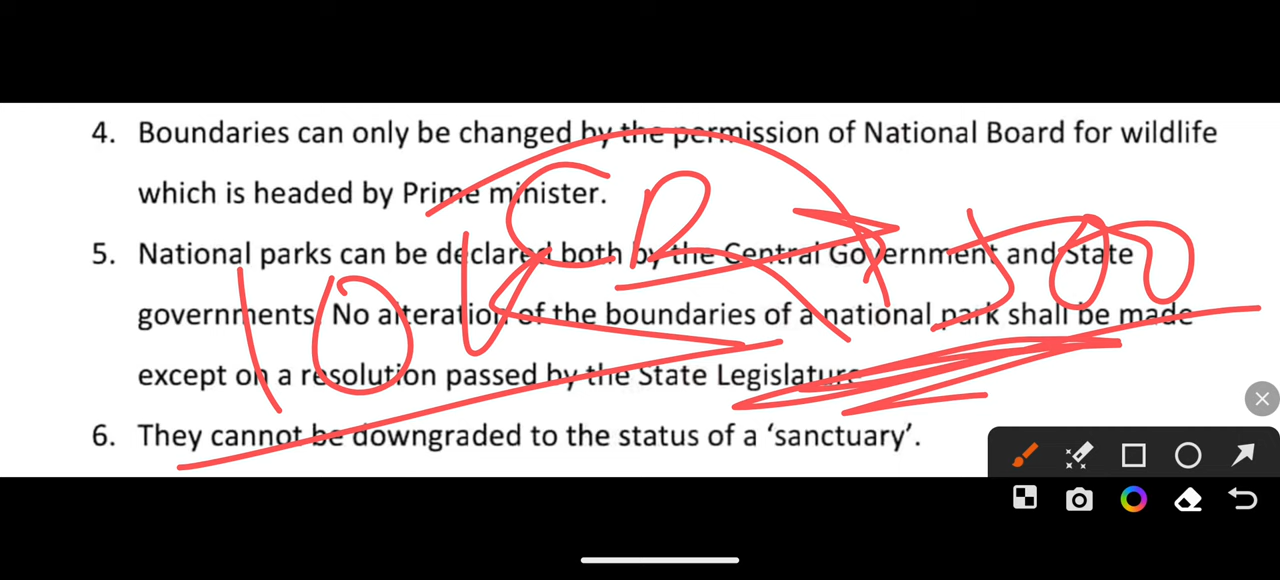 4. Boundaries can only be changed by the permission of National Board for wildlife
which is headed by Prime minister.
5. National parks can be declared both by the Central Government and State
governments. No alteration of the boundaries of a national park shall be made
except on a resolution passed by the State Legislature
6. They cannot be downgraded to the status of a ‘sanctuary’.
500